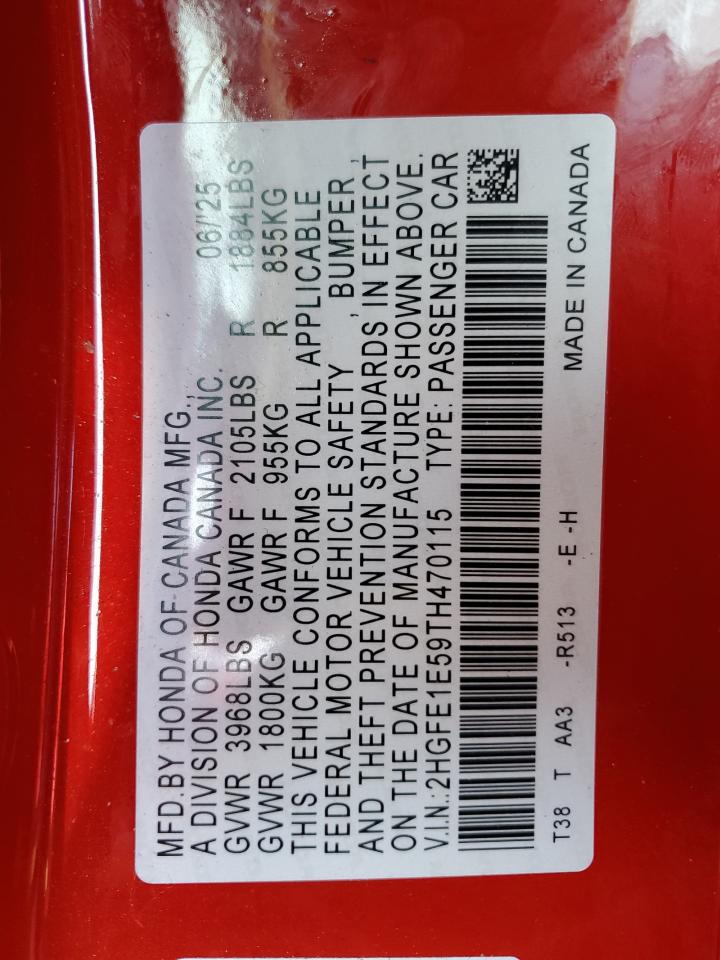 MFD.BY HONDA OF CANADA MFG., 06/'25
A DIVISION OF HONDA CANADA INC.
GVWR 3968LBS GAWR F 2105LBS R 1884LBS
GVWR 1800KG GAWR F 955KG R 855KG
THIS VEHICLE CONFORMS TO ALL APPLICABLE
FEDERAL MOTOR VEHICLE SAFETY , BUMPER ,
AND THEFT PREVENTION STANDARDS IN EFFECT
ON THE DATE OF MANUFACTURE SHOWN ABOVE.
V.IN.:2HGFE1E59TH470115 TYPE: PASSENGER CAR
T38 T AA3 -R513 -E -H MADE IN CANADA